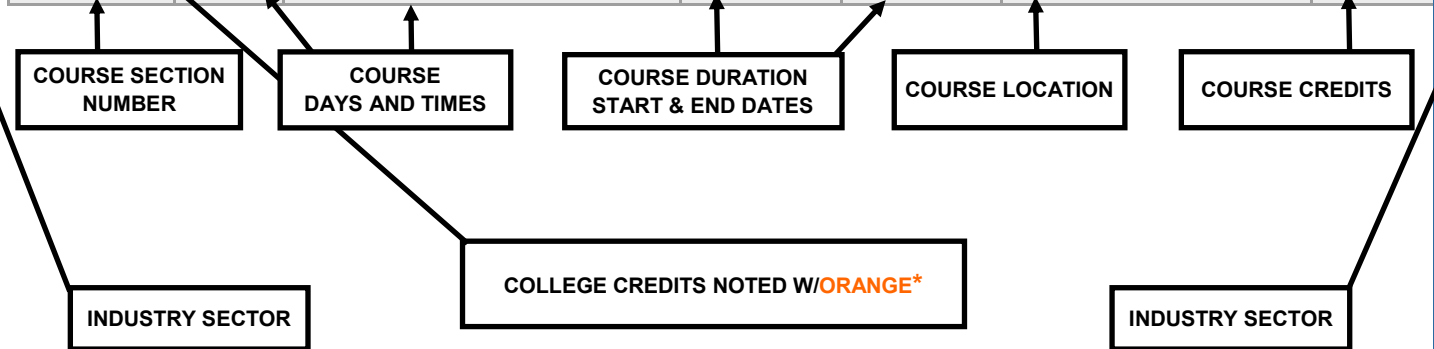 COURSE SECTION
NUMBER
COURSE
DAYS AND TIMES
COURSE DURATION
START & END DATES
COURSE LOCATION
COURSE CREDITS
COLLEGE CREDITS NOTED W/ORANGE*
INDUSTRY SECTOR
INDUSTRY SECTOR